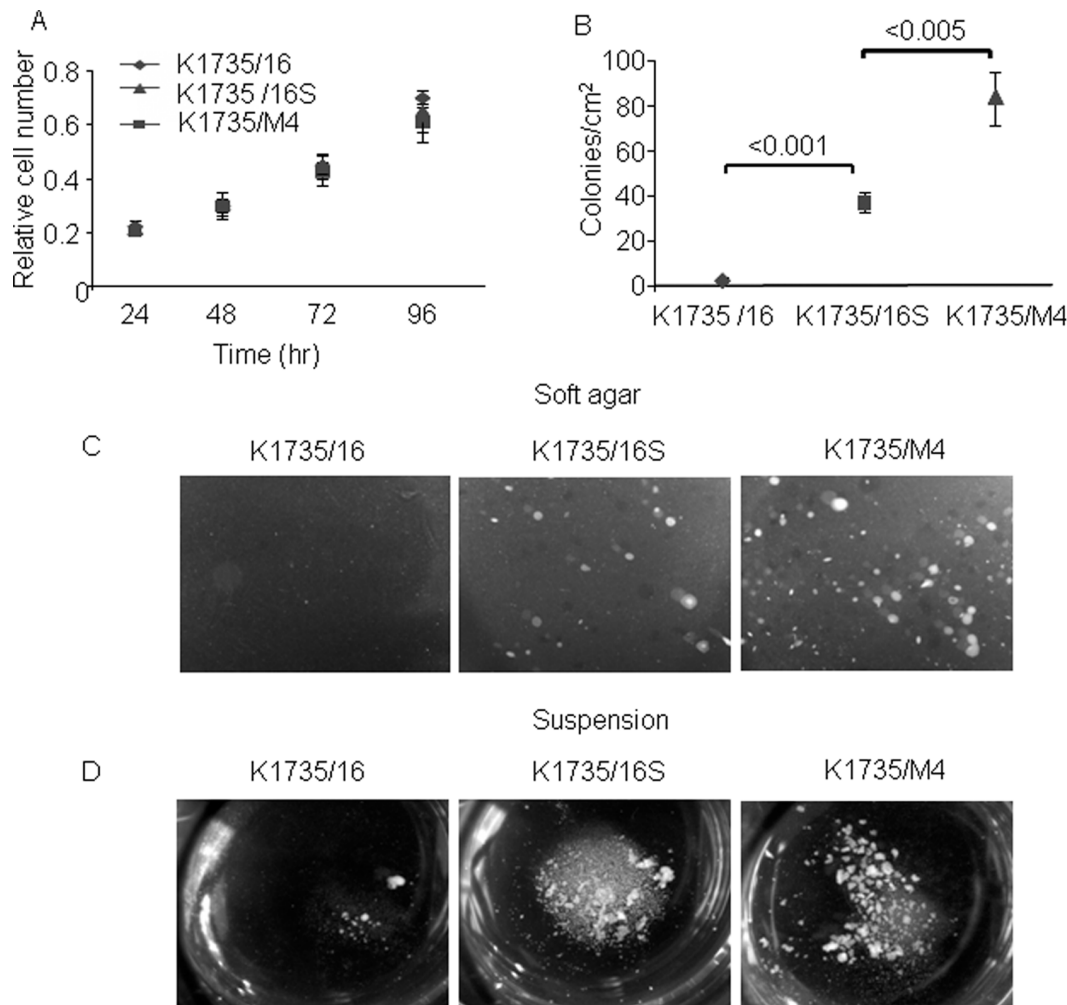 A
K1735/16
K1735 /16S
K1735/M4
Relative cell number
0.8
0.6
0.4
0.2
0
24 48 72 96
Time (hr)
B
<0.005
<0.001
Colonies/cm²
100
80
60
40
20
0
K1735 /16 K1735/16S K1735/M4
Soft agar
C
K1735/16 K1735/16S K1735/M4
Suspension
D
K1735/16 K1735/16S K1735/M4